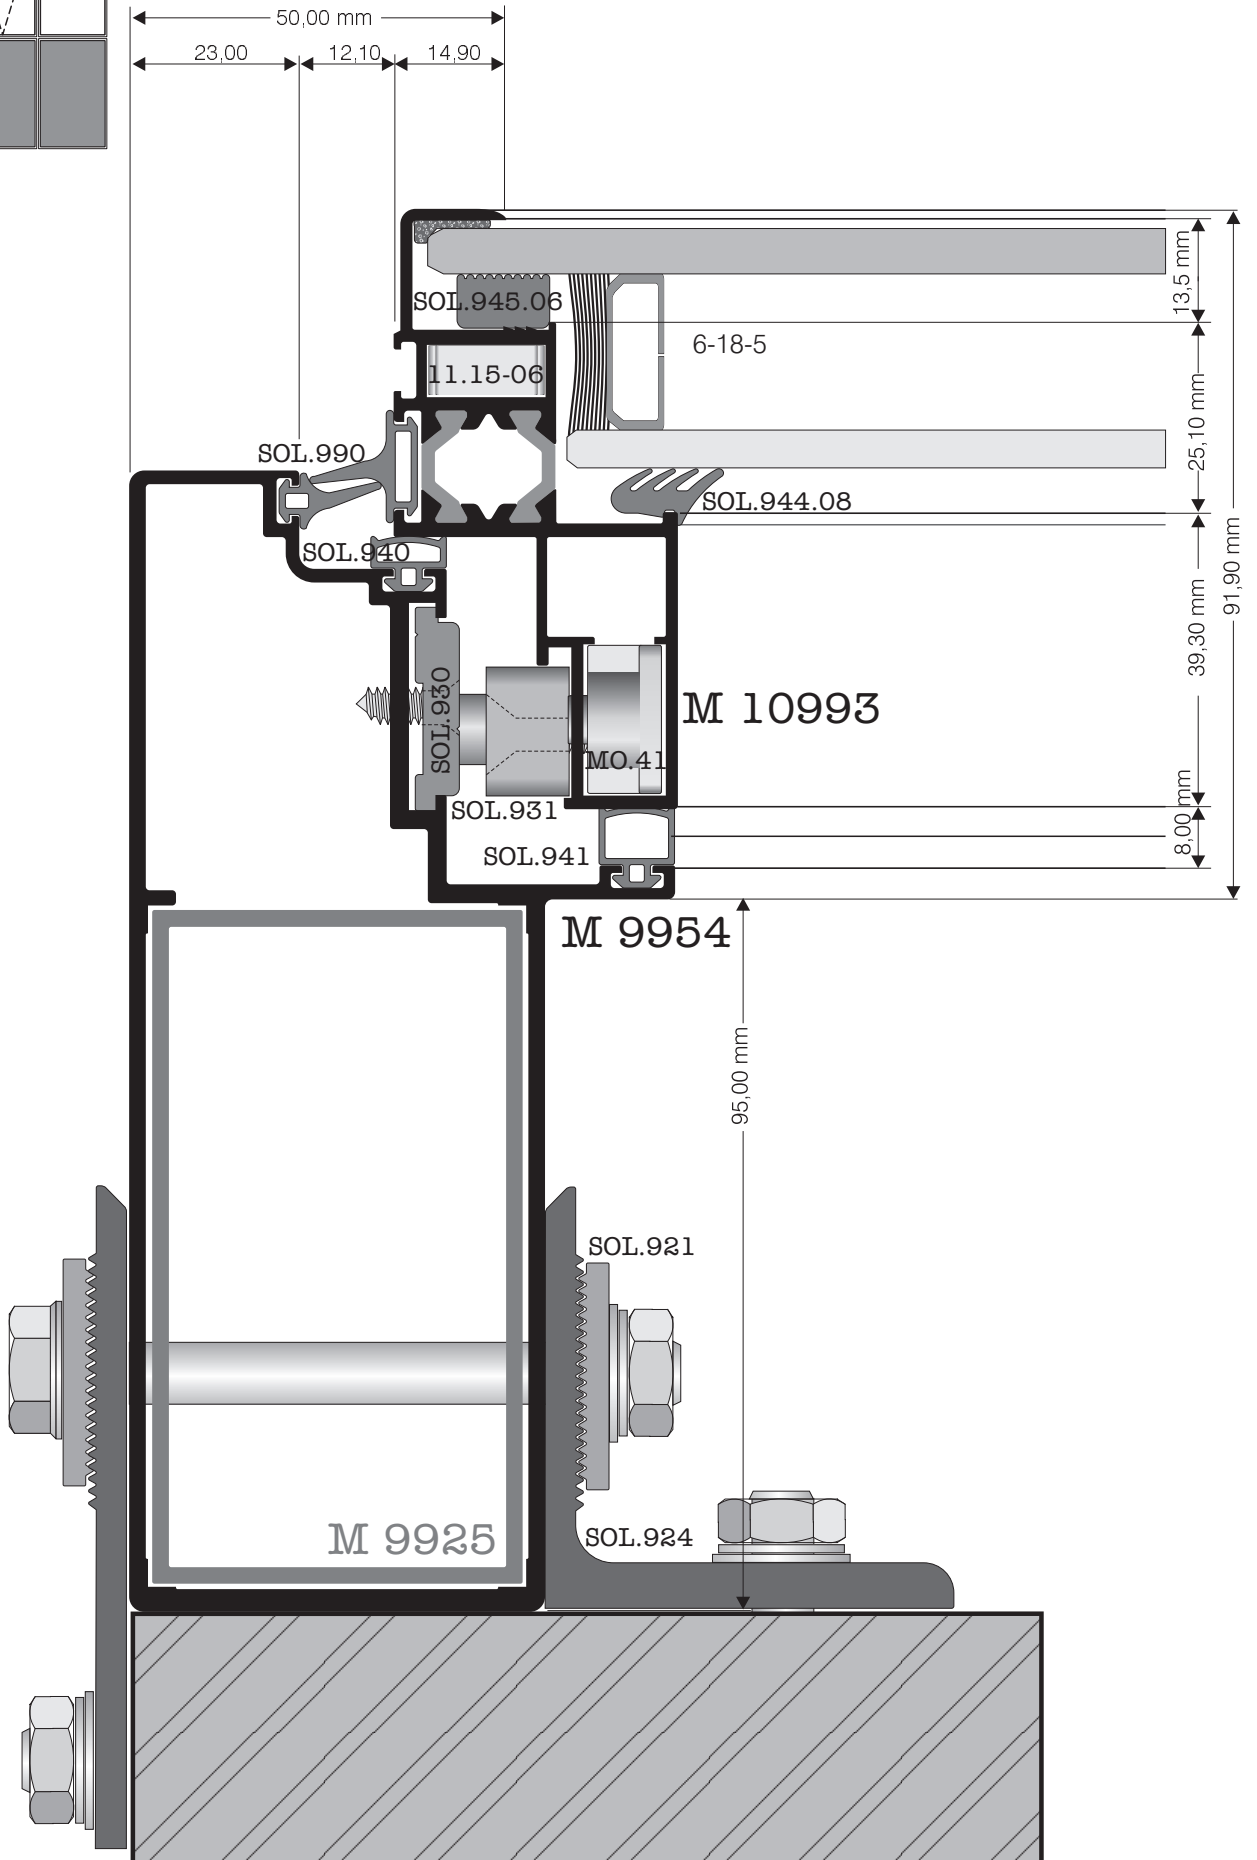 50,00 mm
23,00
12,10
14,90
13,5 mm
SOL.945.06
6-18-5
11.15-06
25,10 mm
SOL.990
SOL.944.08
SOL.940
91,90 mm
39,30 mm
SOL.930
M 10993
MO.41
SOL.931
8,00 mm
SOL.941
M 9954
95,00 mm
SOL.921
M 9925
SOL.924